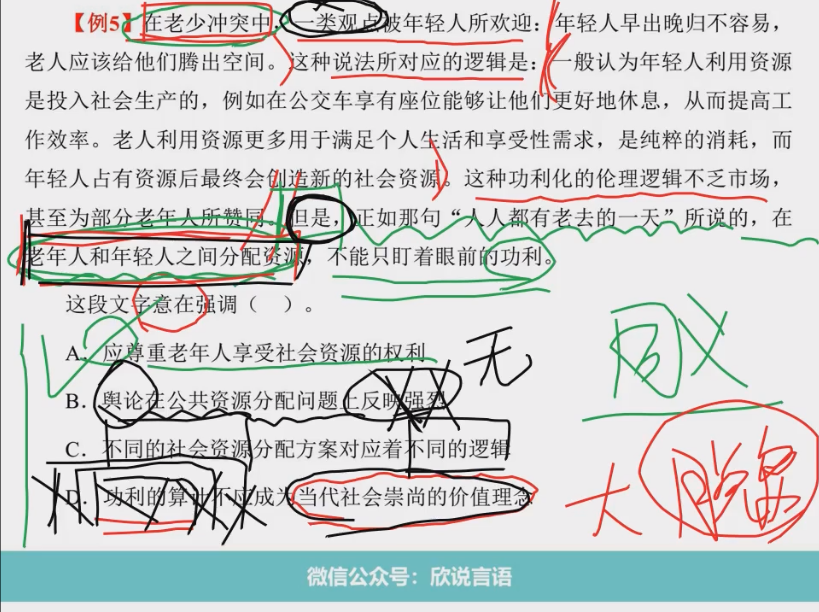 【例5】在老少冲突中，一类观点被年轻人所欢迎：年轻人早出晚归不容易，
老人应该给他们腾出空间。这种说法所对应的逻辑是：一般认为年轻人利用资源
是投入社会生产的，例如在公交车享有座位能够让他们更好地休息，从而提高工
作效率。老人利用资源更多用于满足个人生活和享受性需求，是纯粹的消耗，而
年轻人占有资源后最终会创造新的社会资源。这种功利化的伦理逻辑不乏市场，
甚至为部分老年人所赞同。但是，正如那句“人人都有老去的一天”所说的，在
老年人和年轻人之间分配资源，不能只盯着眼前的功利。
这段文字意在强调（ ）。
A．应尊重老年人享受社会资源的权利
无
同义
B．舆论在公共资源分配问题上反映强烈
C．不同的社会资源分配方案对应着不同的逻辑
D．功利的算计不应成为当代社会崇尚的价值理念
大
微信公众号：欣说言语